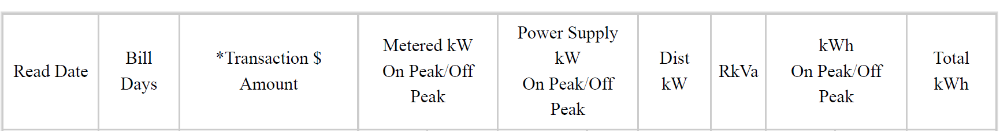 Read Date
Bill
Days
*Transaction $
Amount
Metered kW
On Peak/Off
Peak
Power Supply
kW
On Peak/Off
Peak
Dist
kW
RkVa
kWh
On Peak/Off
Peak
Total
kWh